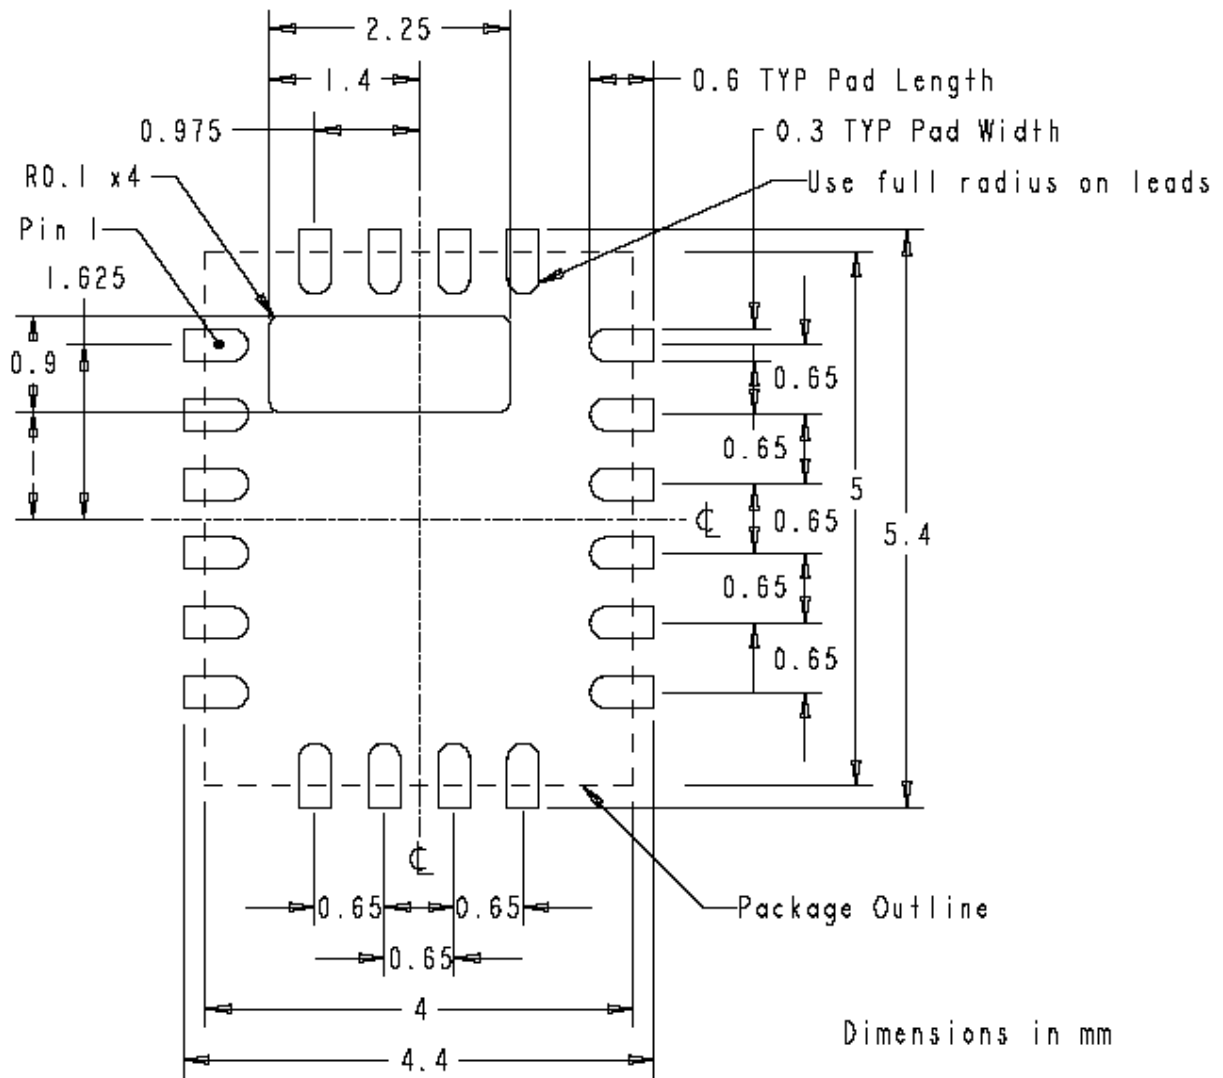 2.25
1.4
0.6 TYP Pad Length
0.975
0.3 TYP Pad Width
R0.1 x4
Use full radius on leads
Pin 1
1.625
0.9
0.65
0.65
5
0.65
5.4
0.65
0.65
0.65
0.65
Package Outline
0.65
4
Dimensions in mm
4.4